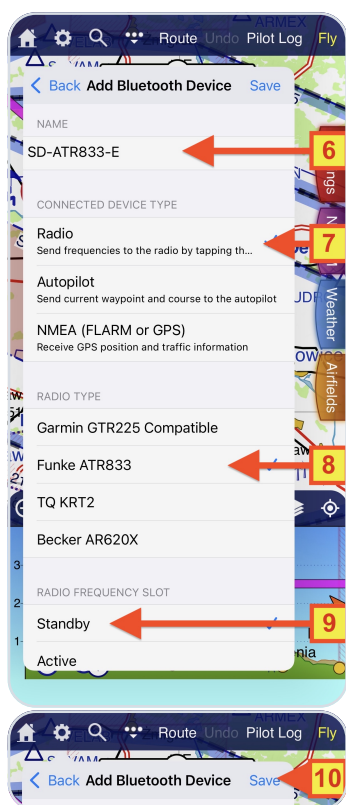 Route Undo Pilot Log Fly
Back Add Bluetooth Device Save
NAME
SD-ATR833-E
6
CONNECTED DEVICE TYPE
Radio
Send frequencies to the radio by tapping th...
7
Autopilot
Send current waypoint and course to the autopilot
NMEA (FLARM or GPS)
Receive GPS position and traffic information
Weather
Airfields
RADIO TYPE
Garmin GTR225 Compatible
Funke ATR833
8
TQ KRT2
Becker AR620X
3
RADIO FREQUENCY SLOT
2
Standby
9
1
Active
nia
Route Undo Pilot Log Fly
Back Add Bluetooth Device Save
10